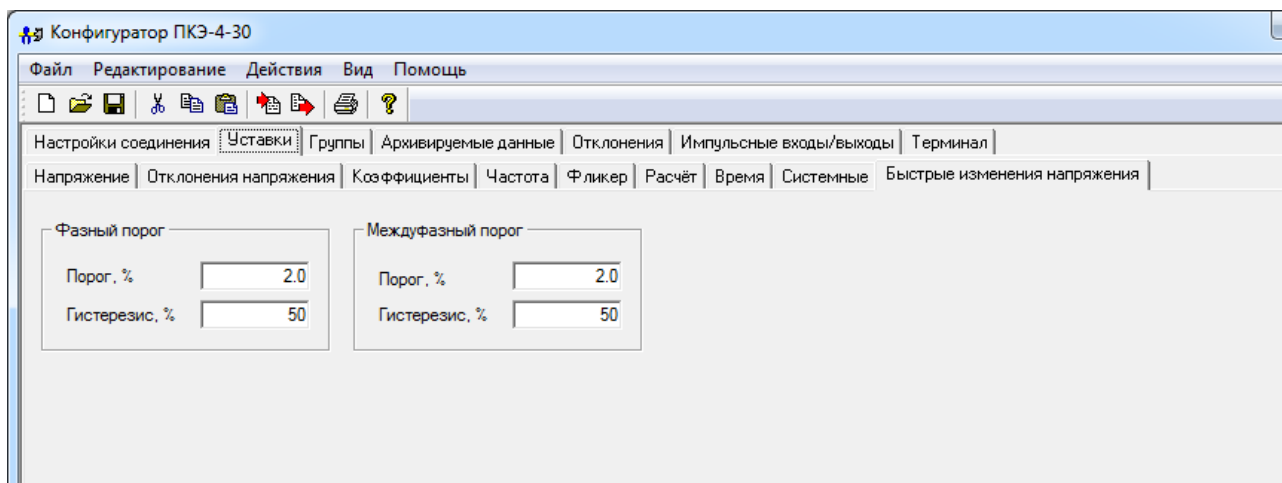 Конфигуратор ПКЭ-4-30
Файл Редактирование Действия Вид Помощь
Настройки соединения Уставки Группы Архивируемые данные Отклонения Импульсные входы/выходы Терминал
Напряжение Отклонения напряжения Коэффициенты Частота Фликер Расчёт Время Системные Быстрые изменения напряжения
Фазный порог Междуфазный порог
Порог, % 2.0 Порог, % 2.0
Гистерезис, % 50 Гистерезис, % 50